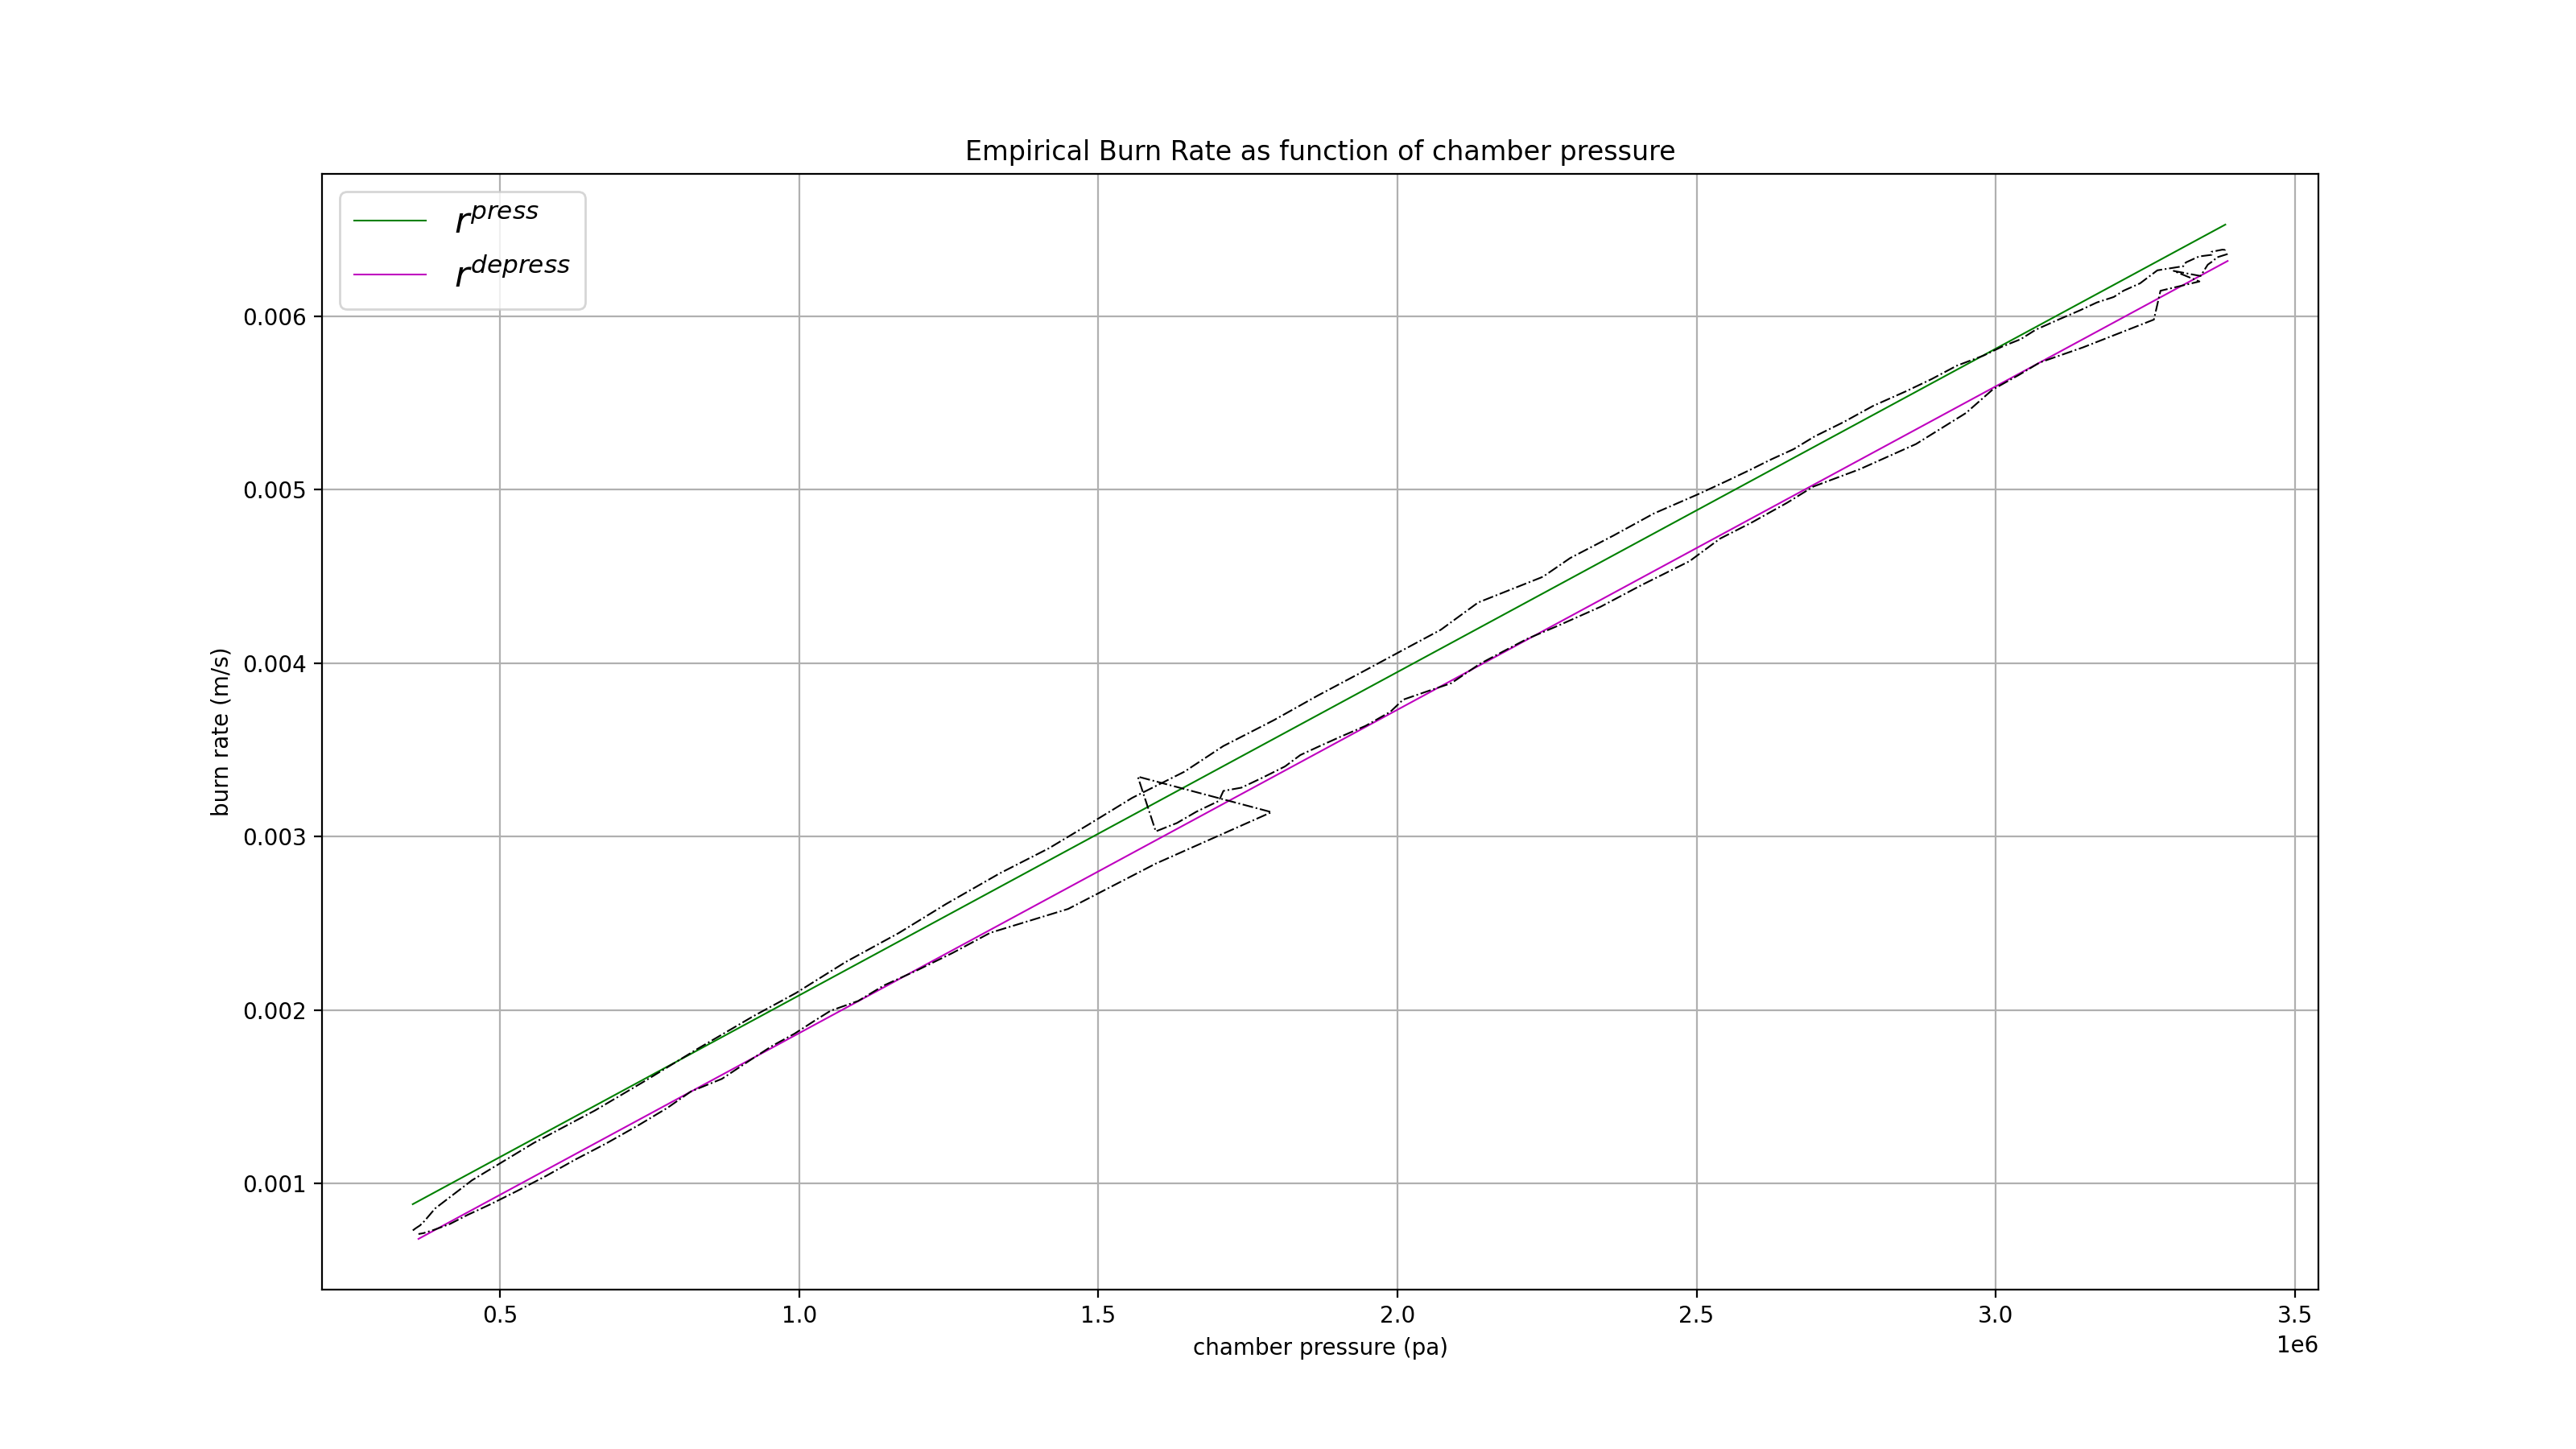 Empirical Burn Rate as function of chamber pressure
r^press
r^depress
0.006
0.005
0.004
0.003
0.002
0.001
burn rate (m/s)
0.5 1.0 1.5 2.0 2.5 3.0 3.5
1e6
chamber pressure (pa)